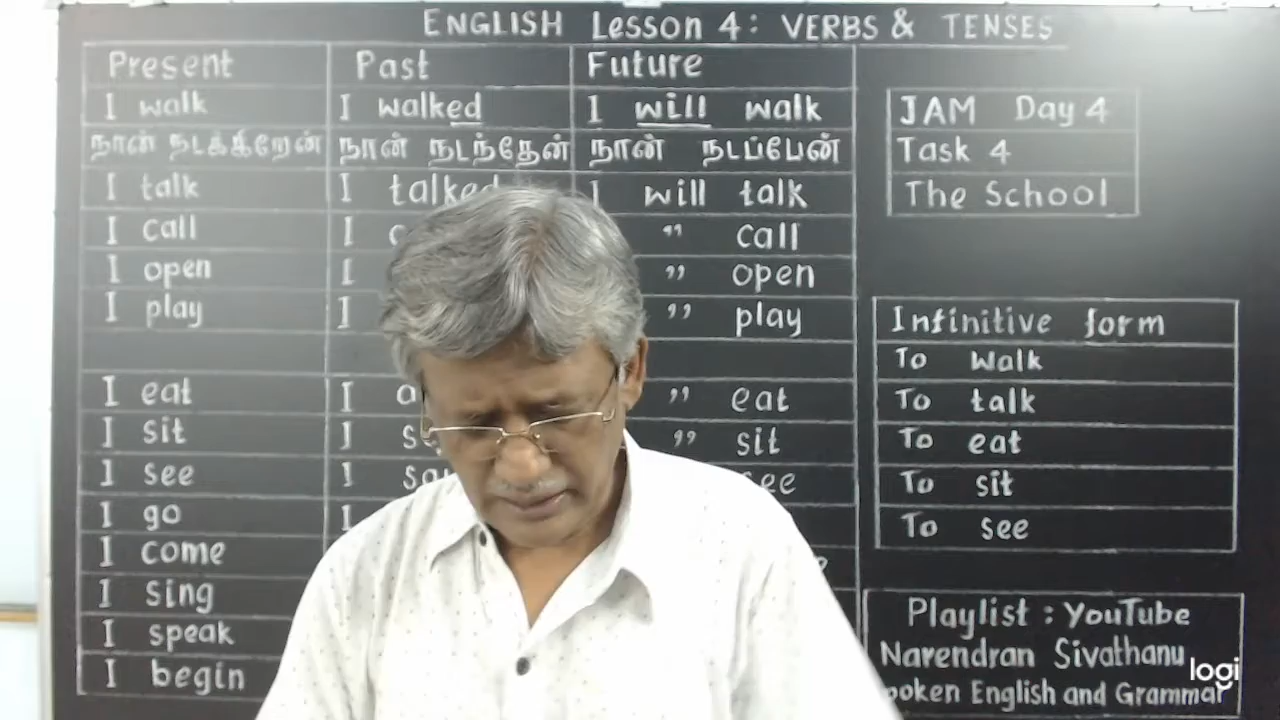 ENGLISH Lesson 4: VERBS & TENSES
Present Past Future
I walk I walked I will walk
நான் நடக்கிறேன் நான் நடந்தேன் நான் நடப்பேன்
I talk I talked I will talk
I call I " call
I open I " open
I play I " play
I eat I " eat
I sit I " sit
I see I see
I go I
I come
I sing
I speak
I begin
JAM Day 4
Task 4
The School
Infinitive form
To walk
To talk
To eat
To sit
To see
Playlist : YouTube
Narendran Sivathanu
English and Grammar
logi